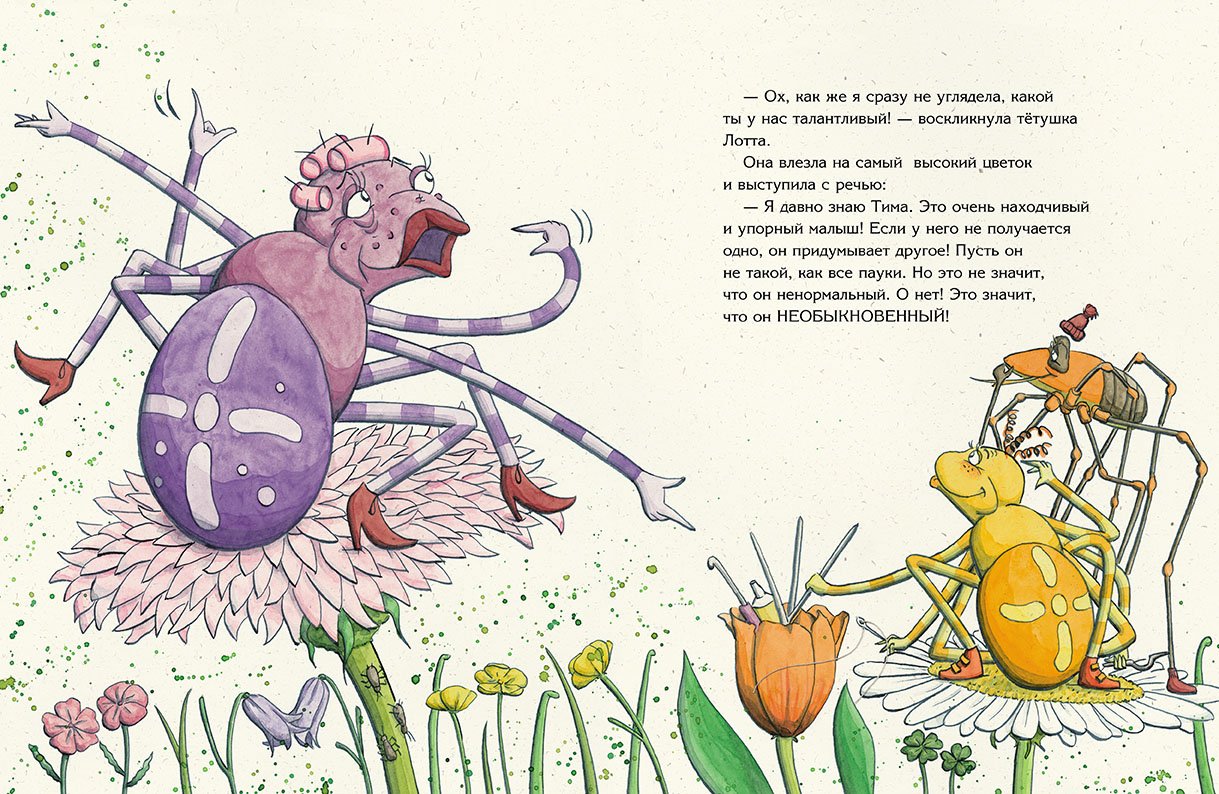 — Ох, как же я сразу не углядела, какой
ты у нас талантливый! — воскликнула тётушка
Лотта.
Она влезла на самый высокий цветок
и выступила с речью:
— Я давно знаю Тима. Это очень находчивый
и упорный малыш! Если у него не получается
одно, он придумывает другое! Пусть он
не такой, как все пауки. Но это не значит,
что он ненормальный. О нет! Это значит,
что он НЕОБЫКНОВЕННЫЙ!